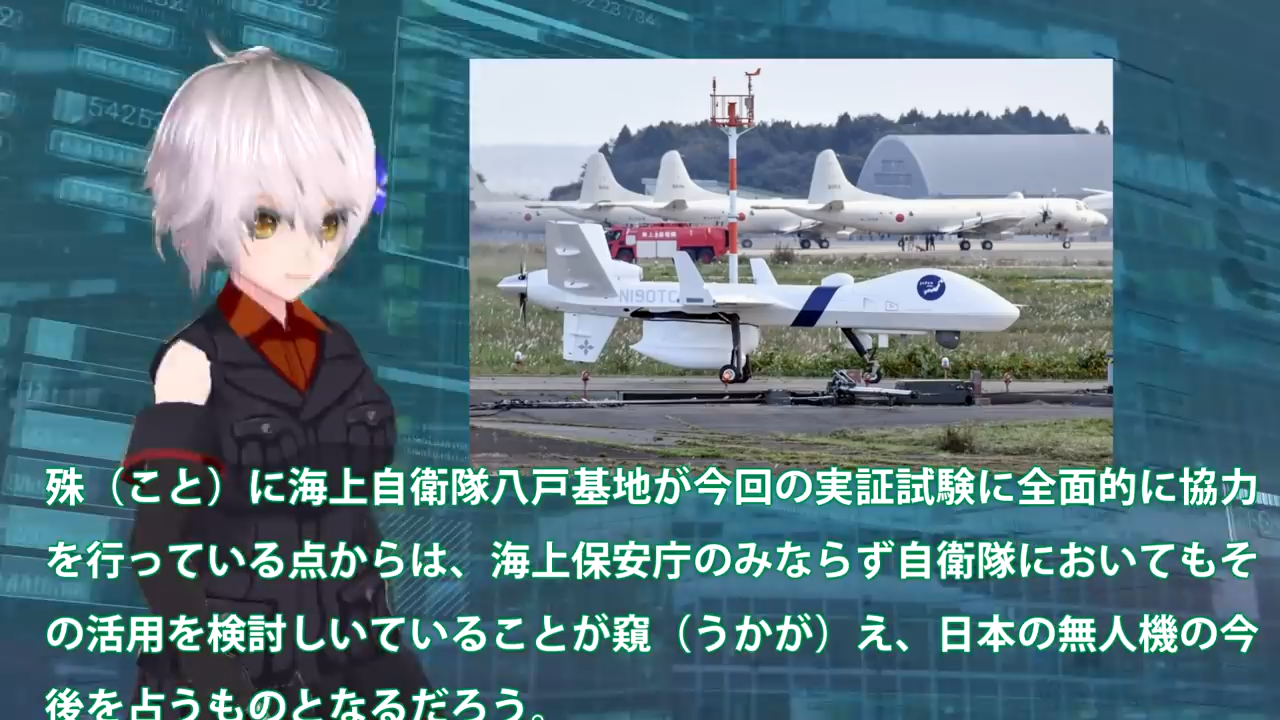 223784
5426
N190TC
殊（こと）に海上自衛隊八戸基地が今回の実証試験に全面的に協力
を行っている点からは、海上保安庁のみならず自衛隊においてもそ
の活用を検討しいていることが窺（うかが）え、日本の無人機の今
後を占うものとなるだろう。